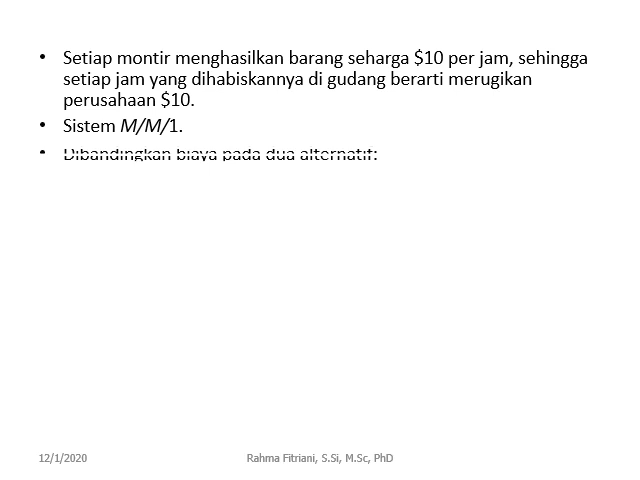 • Setiap montir menghasilkan barang seharga $10 per jam, sehingga
setiap jam yang dihabiskannya di gudang berarti merugikan
perusahaan $10.
• Sistem M/M/1.
• Dibandingkan biaya pada dua alternatif:
12/1/2020
Rahma Fitriani, S.Si, M.Sc, PhD